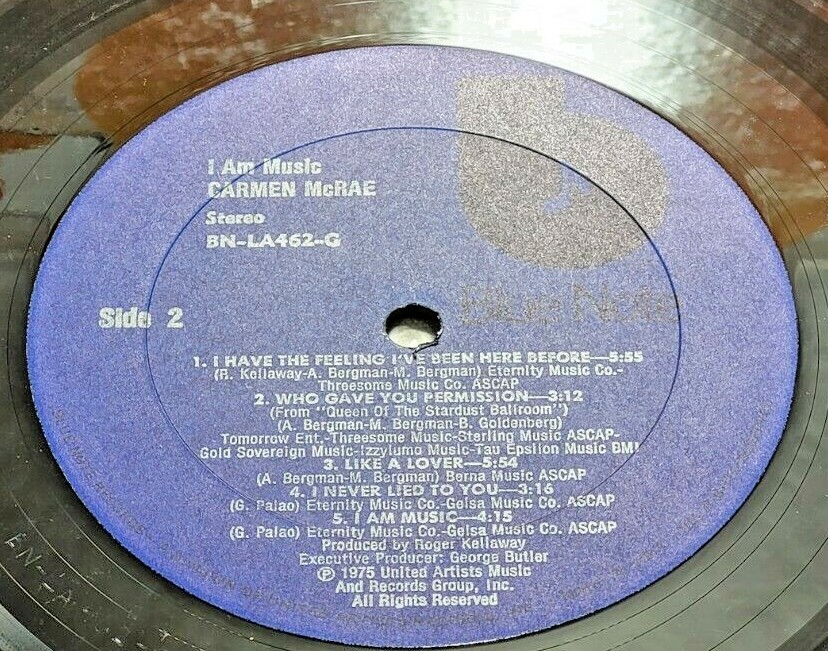 I Am Music
CARMEN McRAE
Stereo
BN-LA462-G
b
Blue Note
Side 2
1. I HAVE THE FEELING I'VE BEEN HERE BEFORE—5:55
(R. Kellaway-A. Bergman-M. Bergman) Eternity Music Co.-
Threesome Music Co. ASCAP
2. WHO GAVE YOU PERMISSION—3:12
(From "Queen Of The Stardust Ballroom")
(A. Bergman-M. Bergman-B. Goldenberg)
Tomorrow Ent.-Threesome Music-Sterling Music ASCAP-
Gold Sovereign Music-Izzylumo Music-Tau Epsilon Music BMI
3. LIKE A LOVER—5:54
(A. Bergman-M. Bergman) Berna Music ASCAP
4. I NEVER LIED TO YOU—3:16
(G. Palao) Eternity Music Co.-Gelsa Music Co. ASCAP
5. I AM MUSIC—4:15
(G. Palao) Eternity Music Co.-Gelsa Music Co. ASCAP
Produced by Roger Kellaway
Executive Producer: George Butler
℗ 1975 United Artists Music
And Records Group, Inc.
All Rights Reserved